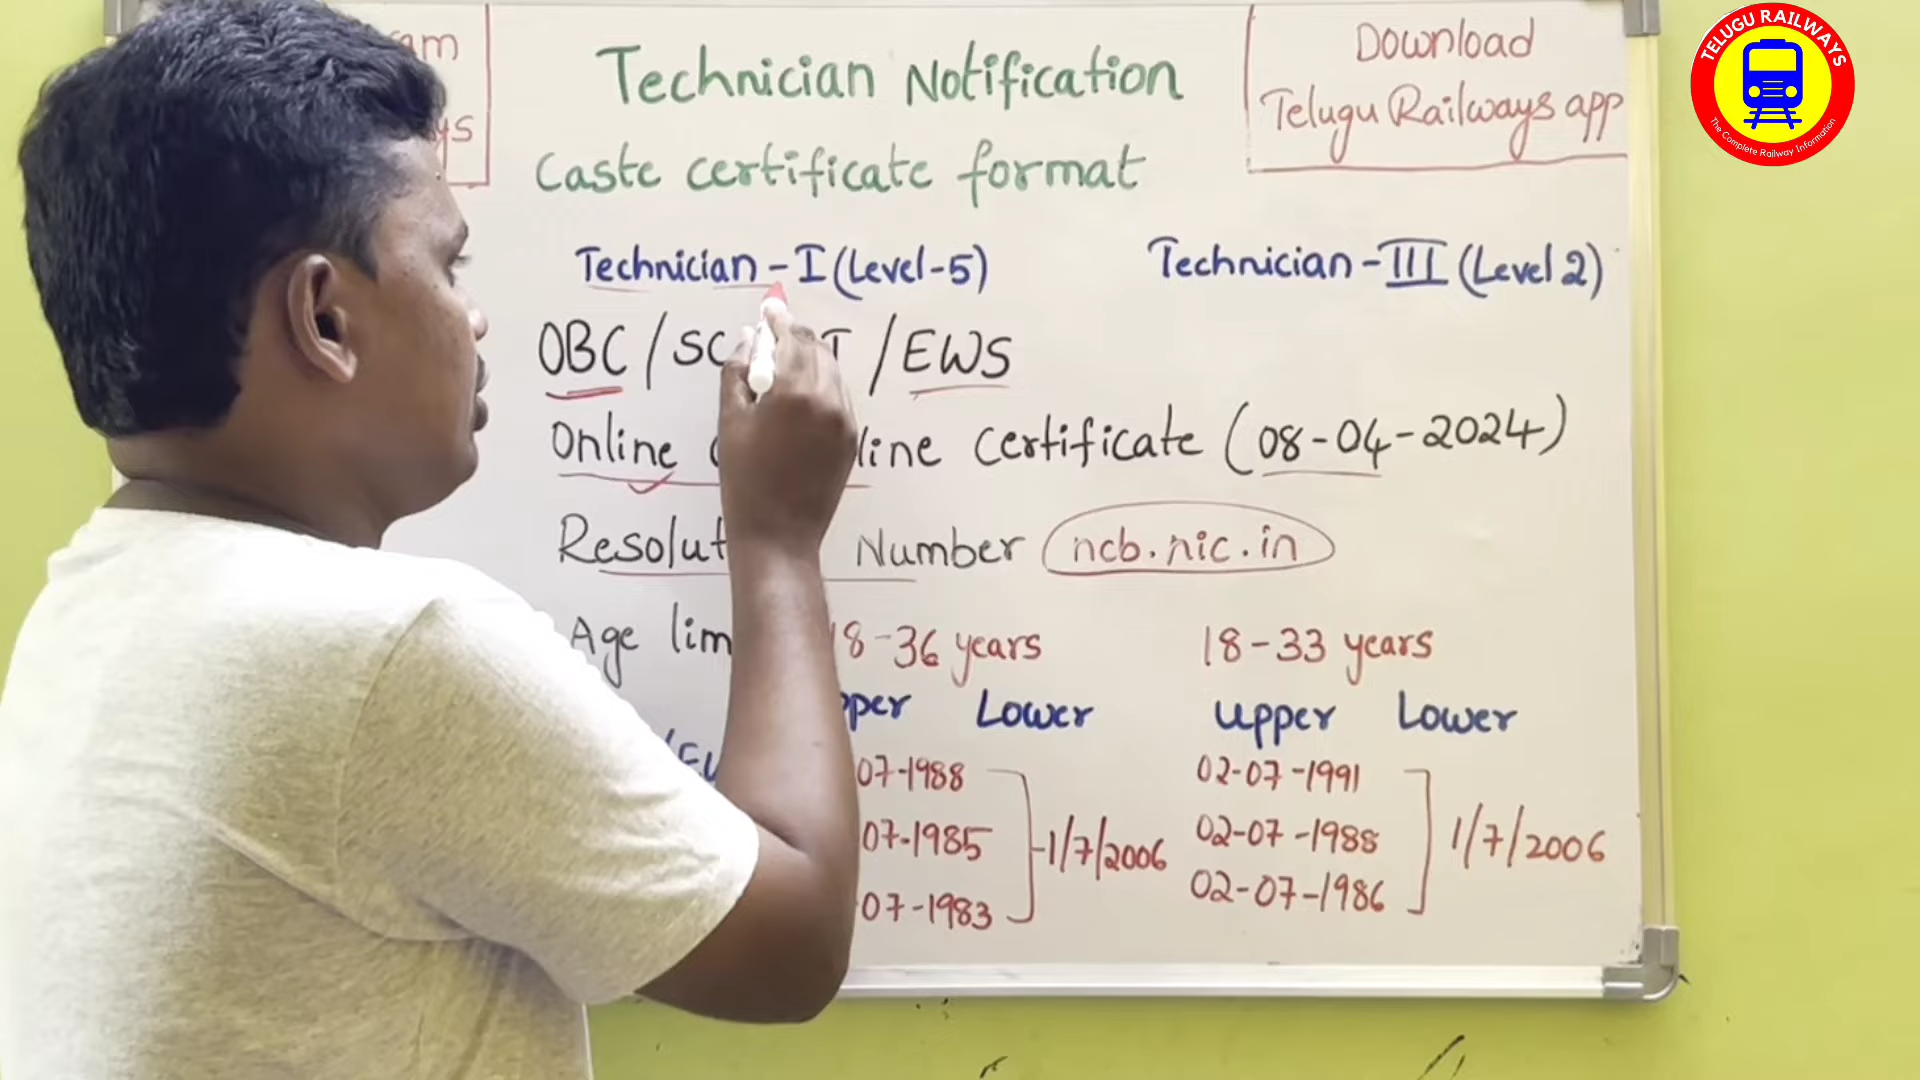 Technician Notification
Caste certificate format
Download
Telugu Railways app
TELUGU RAILWAYS
The Complete Railway Information
Technician - I (Level-5)
Technician - III (Level 2)
OBC / SC / EWS
Online line Certificate (08-04-2024)
Number ncb.nic.in
Age 18-36 years
18-33 years
Lower
upper Lower
07-1988
07-1985
07-1983
1/7/2006
02-07-1991
02-07-1988
02-07-1986
1/7/2006